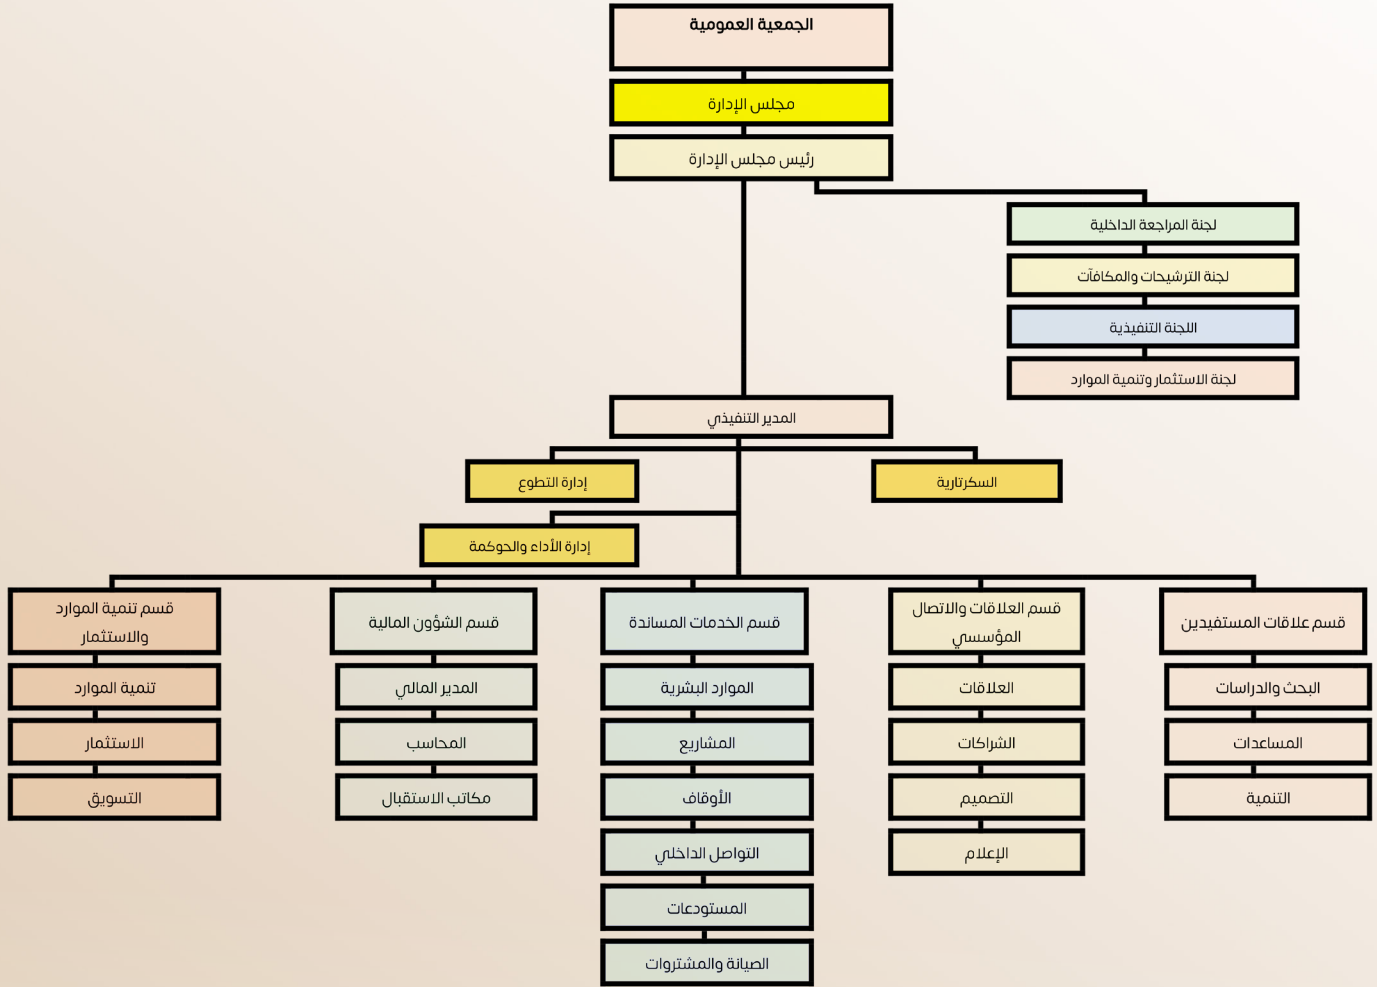 الجمعية العمومية
مجلس الإدارة
رئيس مجلس الإدارة
لجنة المراجعة الداخلية
لجنة الترشيحات والمكافآت
اللجنة التنفيذية
لجنة الاستثمار وتنمية الموارد
المدير التنفيذي
السكرتارية
إدارة التطوع
إدارة الأداء والحوكمة
قسم علاقات المستفيدين
البحث والدراسات
المساعدات
التنمية
قسم العلاقات والاتصال
المؤسسي
العلاقات
الشراكات
التصميم
الإعلام
قسم الخدمات المساندة
الموارد البشرية
المشاريع
الأوقاف
التواصل الداخلي
المستودعات
الصيانة والمشتروات
قسم الشؤون المالية
المدير المالي
المحاسب
مكاتب الاستقبال
قسم تنمية الموارد
والاستثمار
تنمية الموارد
الاستثمار
التسويق